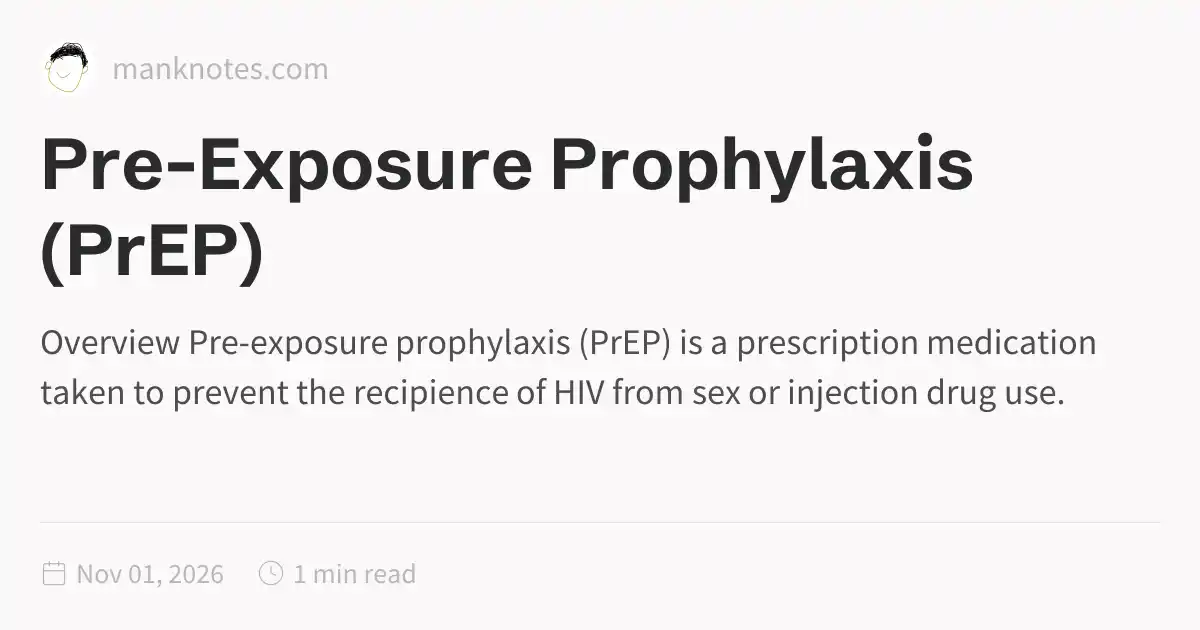 manknotes.com
Pre-Exposure Prophylaxis
(PrEP)
Overview Pre-exposure prophylaxis (PrEP) is a prescription medication
taken to prevent the recipience of HIV from sex or injection drug use.
Nov 01, 2026 1 min read